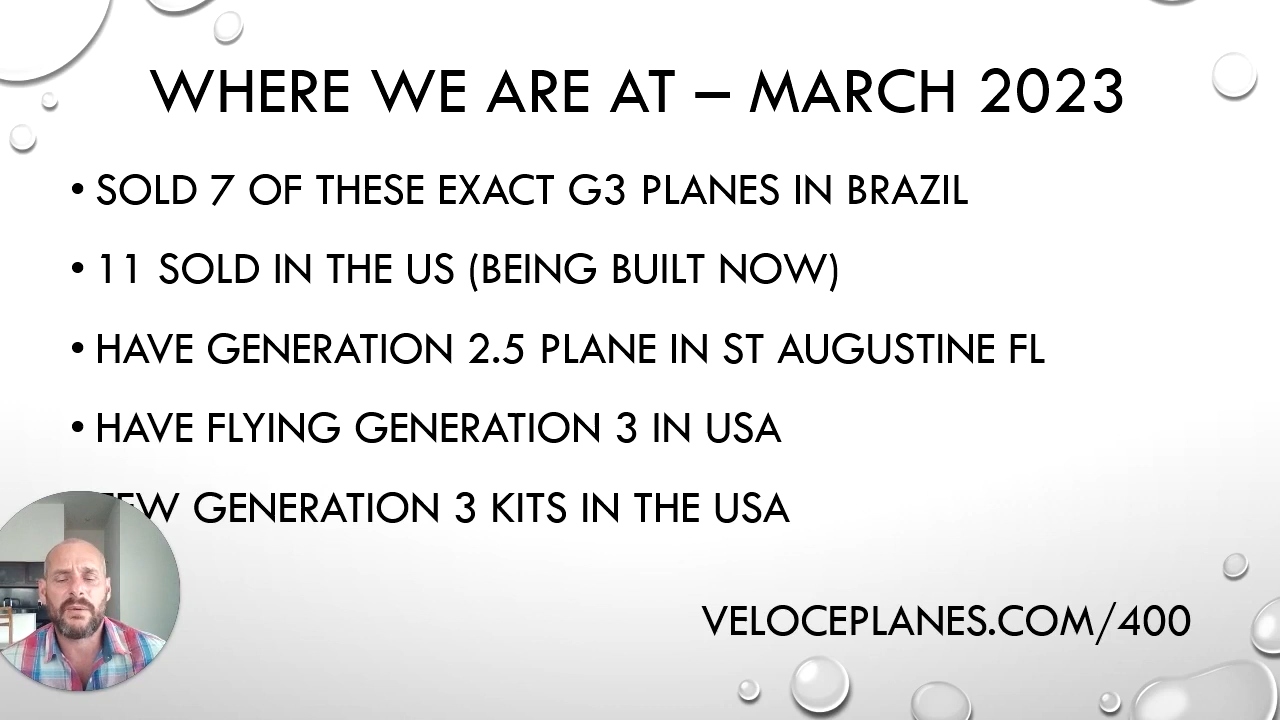 WHERE WE ARE AT – MARCH 2023
• SOLD 7 OF THESE EXACT G3 PLANES IN BRAZIL
• 11 SOLD IN THE US (BEING BUILT NOW)
• HAVE GENERATION 2.5 PLANE IN ST AUGUSTINE FL
• HAVE FLYING GENERATION 3 IN USA
FEW GENERATION 3 KITS IN THE USA
VELOCEPLANES.COM/400